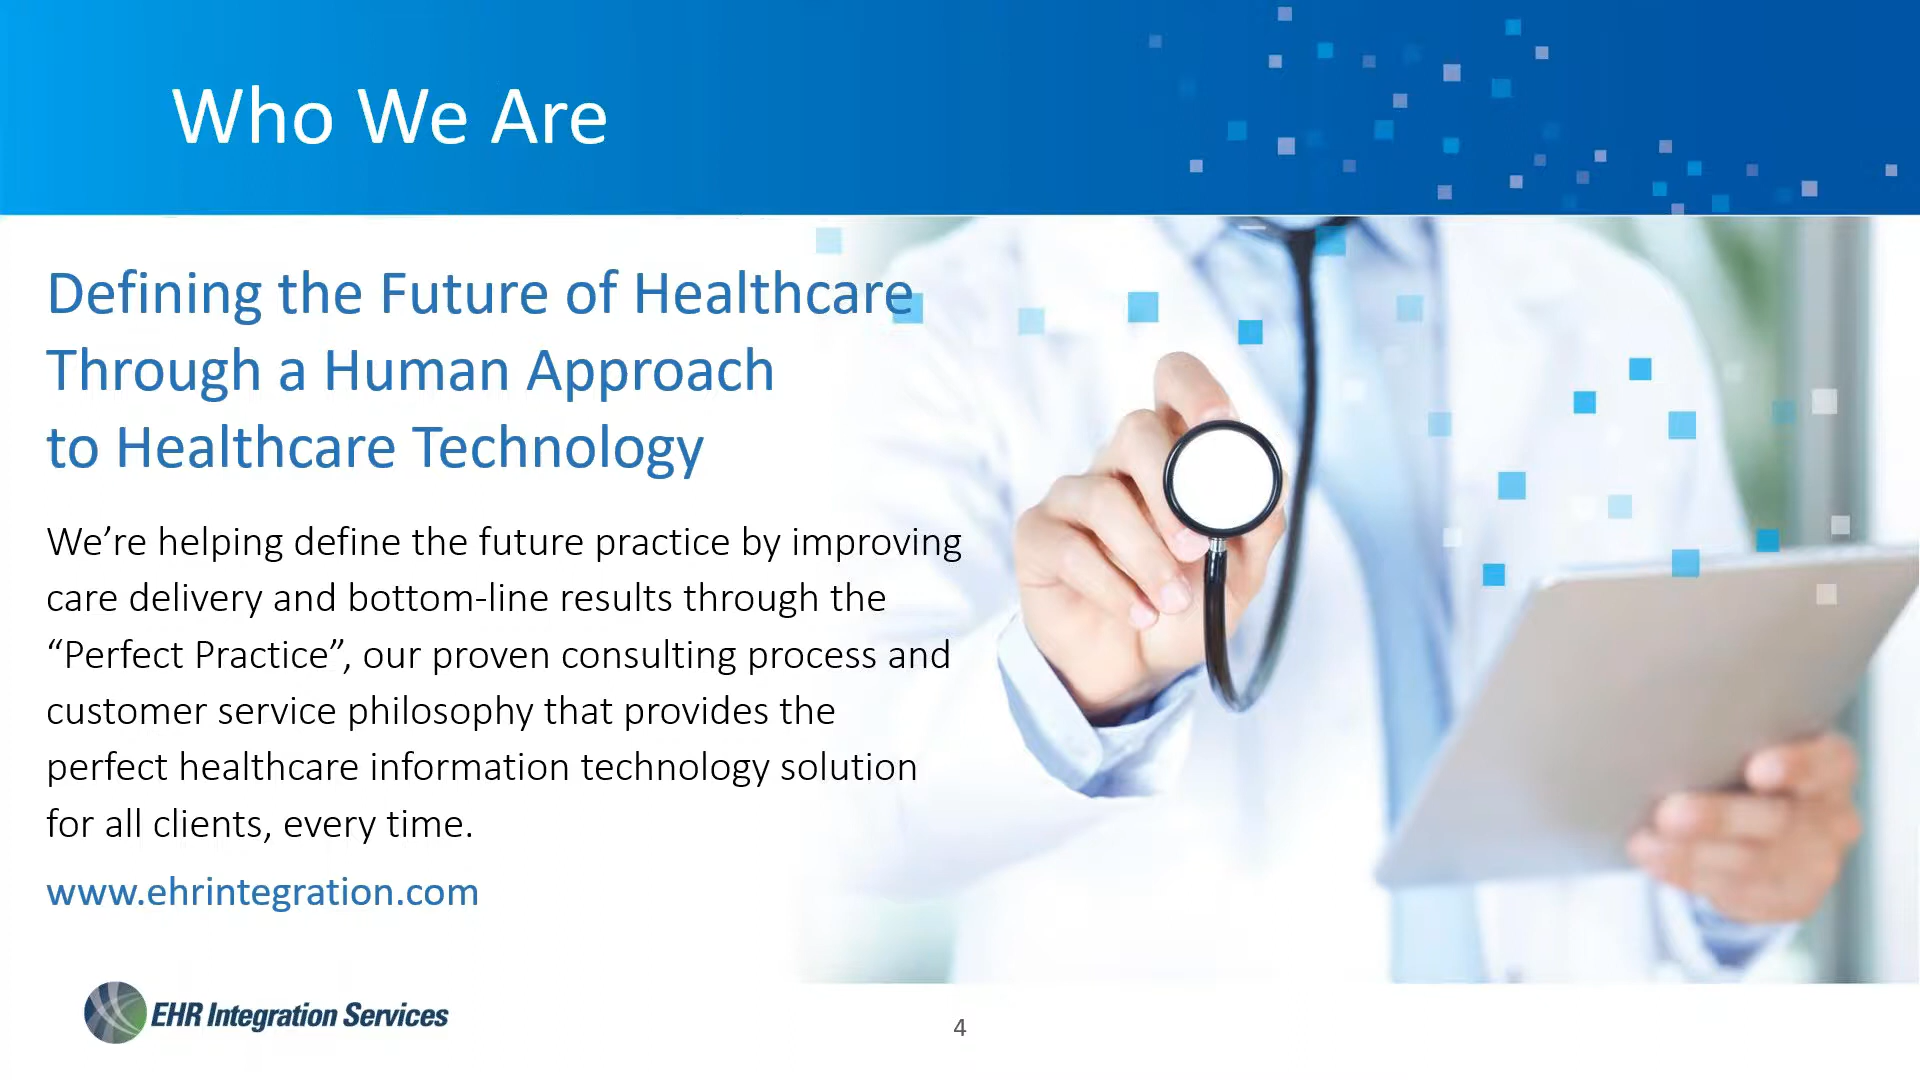 Who We Are
Defining the Future of Healthcare
Through a Human Approach
to Healthcare Technology
We’re helping define the future practice by improving
care delivery and bottom-line results through the
“Perfect Practice”, our proven consulting process and
customer service philosophy that provides the
perfect healthcare information technology solution
for all clients, every time.
www.ehrintegration.com
EHR Integration Services
4